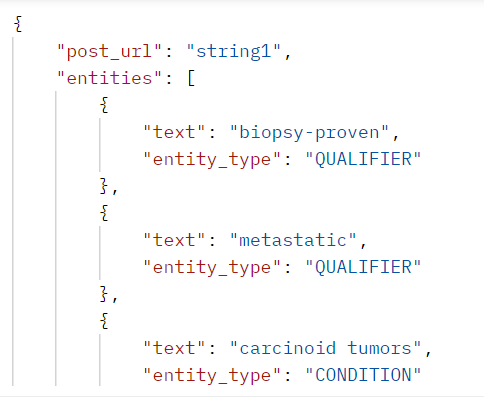 {
"post_url": "string1",
"entities": [
{
"text": "biopsy-proven",
"entity_type": "QUALIFIER"
},
{
"text": "metastatic",
"entity_type": "QUALIFIER"
},
{
"text": "carcinoid tumors",
"entity_type": "CONDITION"